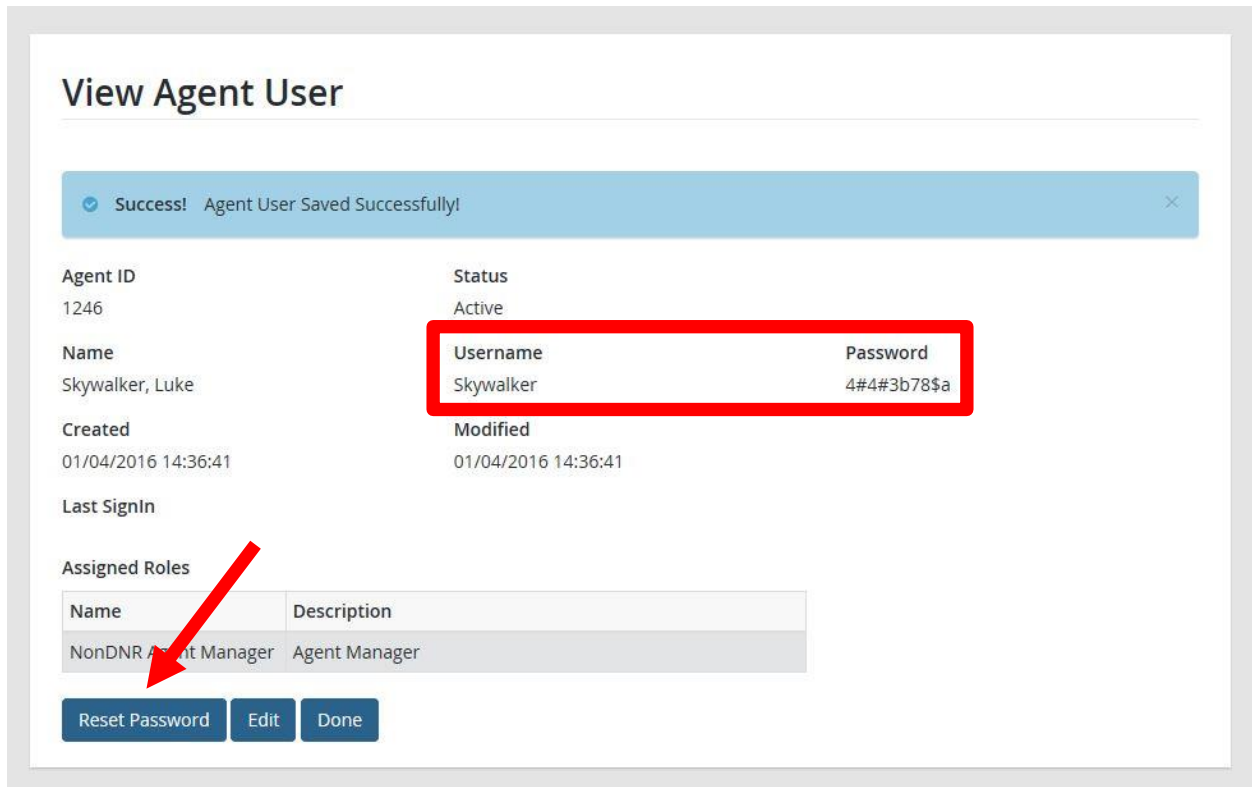 View Agent User
Success! Agent User Saved Successfully!
Agent ID Status
1246 Active
Name Username Password
Skywalker, Luke Skywalker 4#4#3b78$a
Created Modified
01/04/2016 14:36:41 01/04/2016 14:36:41
Last SignIn
Assigned Roles
Name Description
NonDNR Agent Manager Agent Manager
Reset Password Edit Done